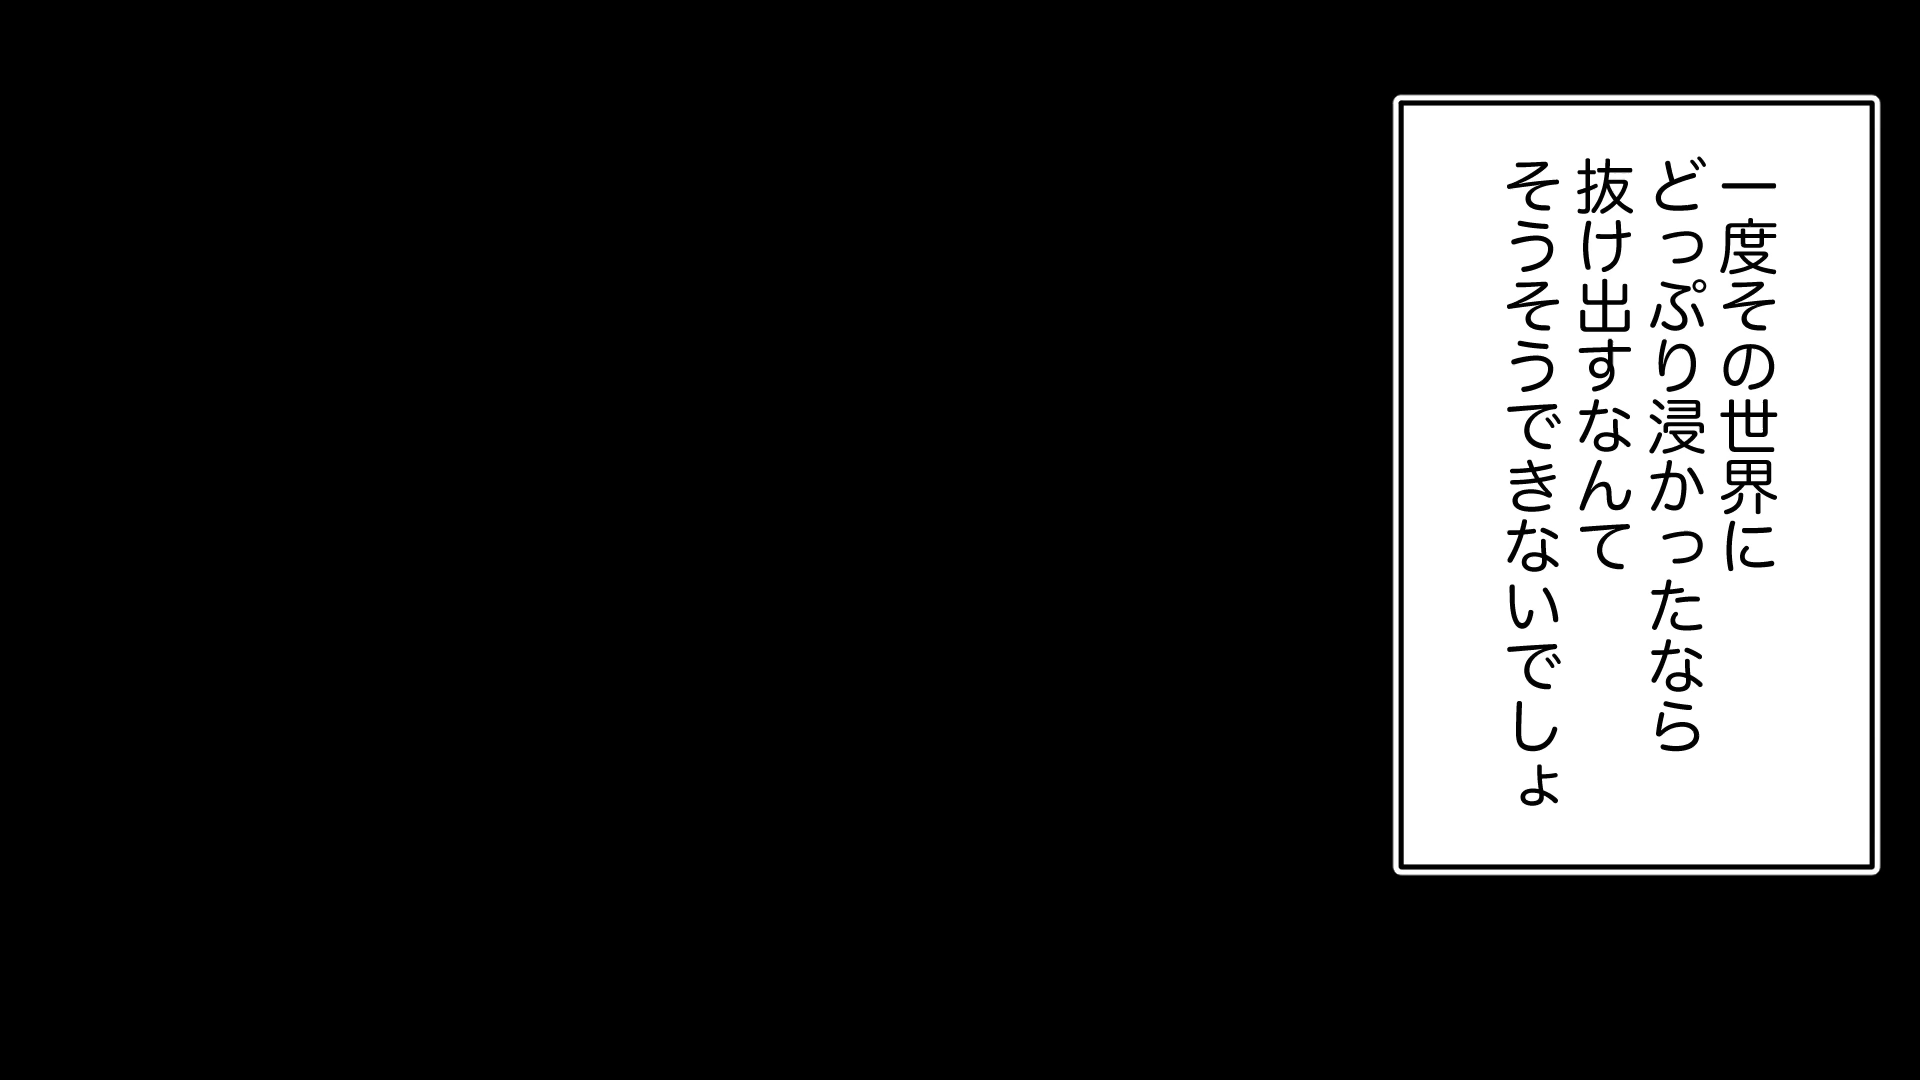 一度その世界に
どっぷり浸かったなら
抜け出すなんて
そうそうできないでしょ